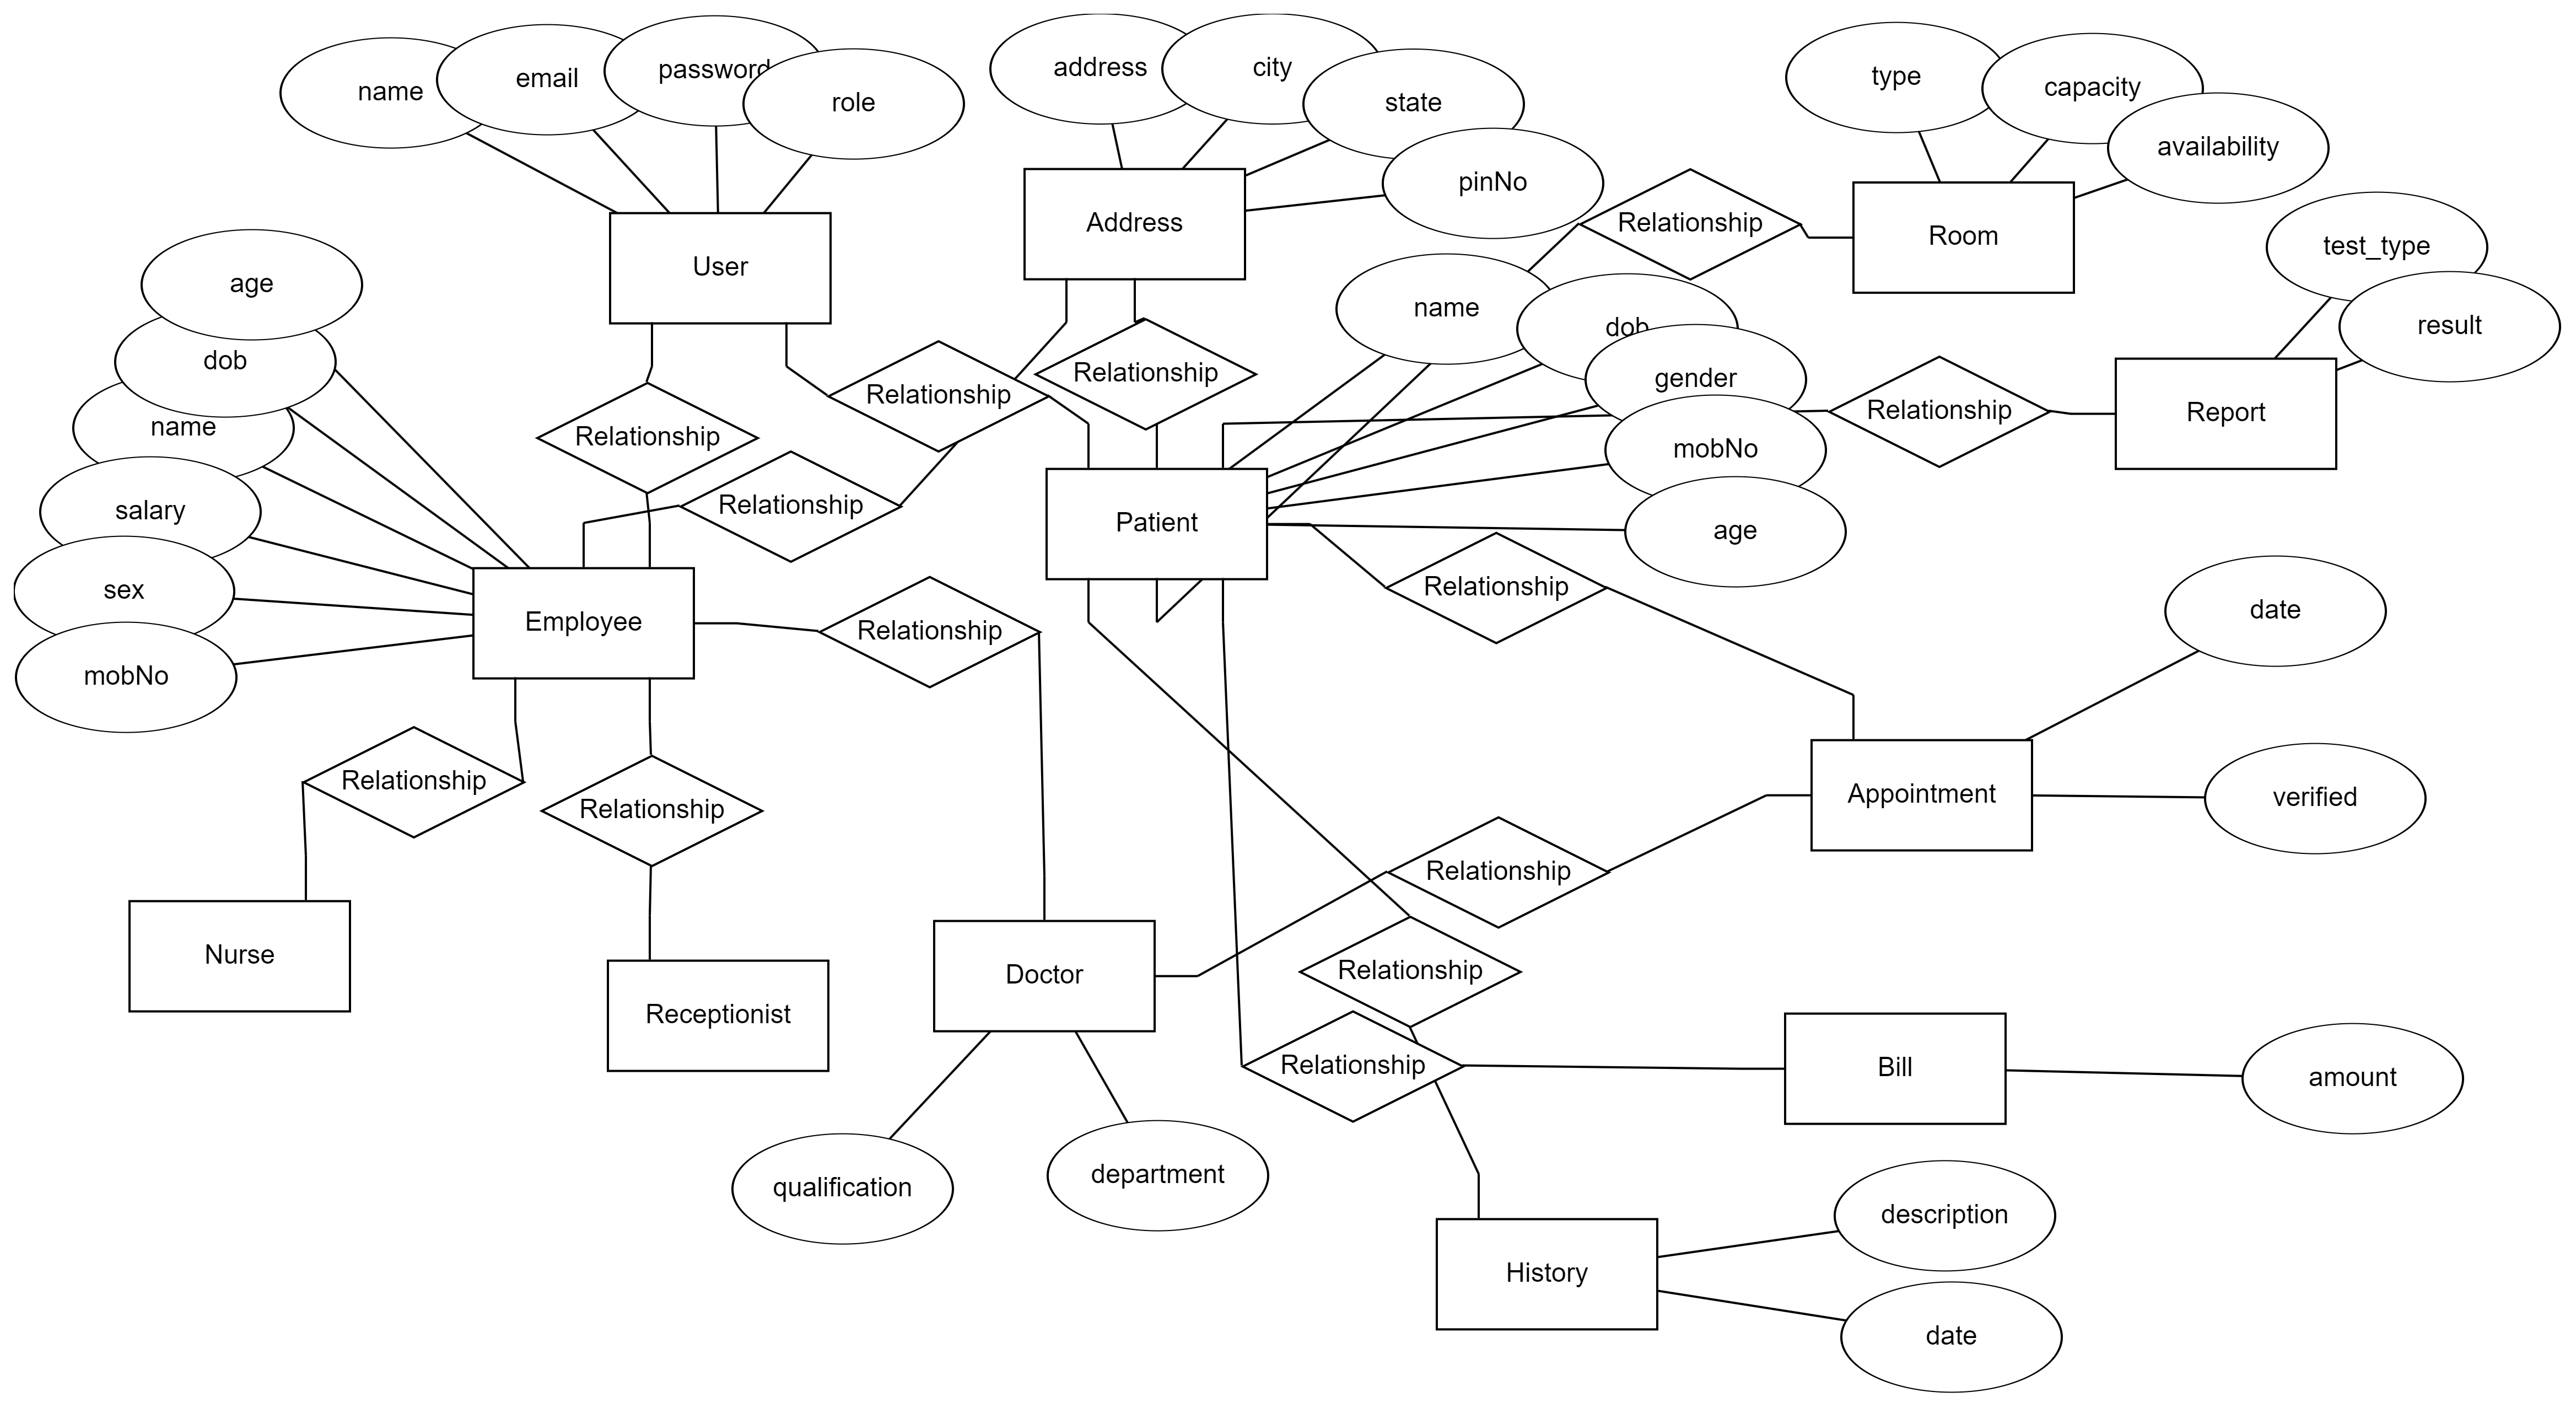 name
email
password
role
address
city
state
pinNo
type
capacity
availability
User
Address
Relationship
Room
test_type
result
age
dob
name
salary
sex
mobNo
name
dob
gender
mobNo
age
Relationship
Relationship
Relationship
Relationship
Relationship
Report
Patient
Employee
Relationship
Relationship
date
Relationship
Relationship
Appointment
verified
Relationship
Nurse
Receptionist
Doctor
Relationship
Relationship
Bill
amount
qualification
department
description
History
date